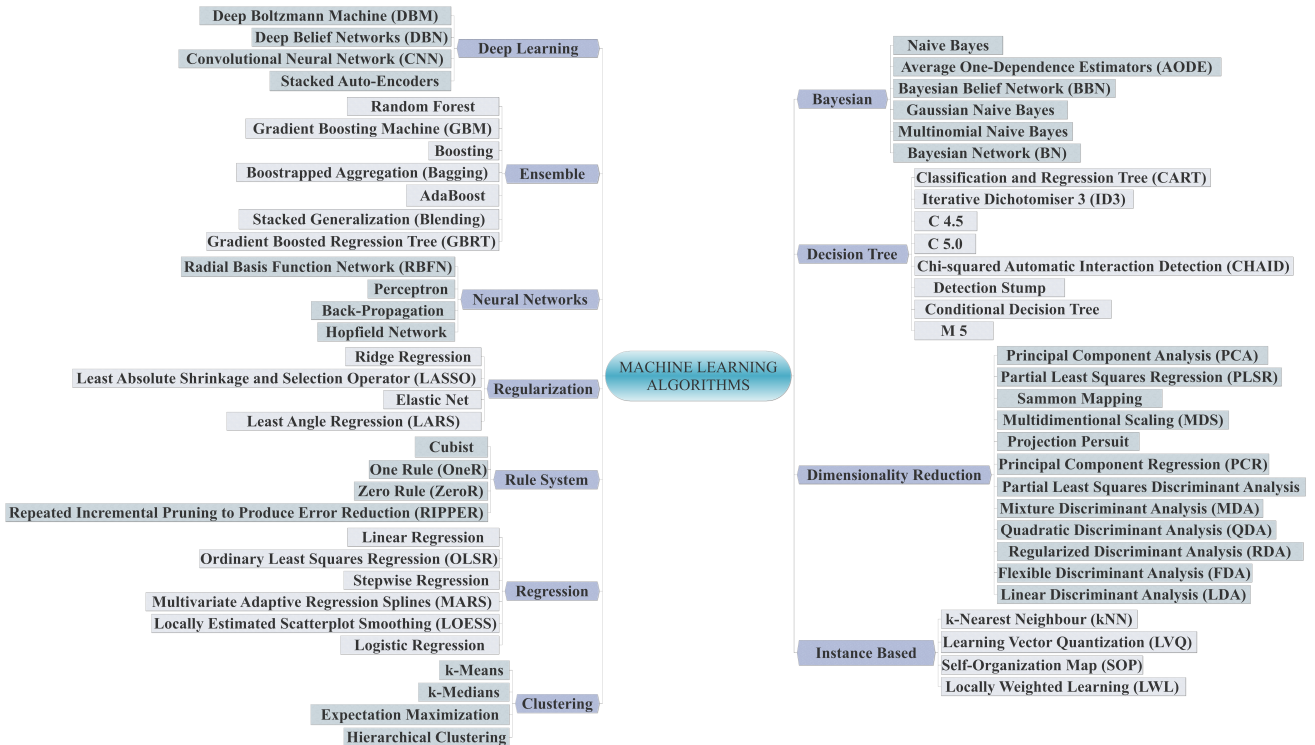 Deep Boltzmann Machine (DBM)
Deep Belief Networks (DBN)
Convolutional Neural Network (CNN)
Stacked Auto-Encoders
Deep Learning
Random Forest
Gradient Boosting Machine (GBM)
Boosting
Boostrapped Aggregation (Bagging)
AdaBoost
Stacked Generalization (Blending)
Gradient Boosted Regression Tree (GBRT)
Ensemble
Radial Basis Function Network (RBFN)
Perceptron
Back-Propagation
Hopfield Network
Neural Networks
Ridge Regression
Least Absolute Shrinkage and Selection Operator (LASSO)
Elastic Net
Least Angle Regression (LARS)
Regularization
Cubist
One Rule (OneR)
Zero Rule (ZeroR)
Repeated Incremental Pruning to Produce Error Reduction (RIPPER)
Rule System
Linear Regression
Ordinary Least Squares Regression (OLSR)
Stepwise Regression
Multivariate Adaptive Regression Splines (MARS)
Locally Estimated Scatterplot Smoothing (LOESS)
Logistic Regression
Regression
k-Means
k-Medians
Expectation Maximization
Hierarchical Clustering
Clustering
MACHINE LEARNING
ALGORITHMS
Bayesian
Naive Bayes
Average One-Dependence Estimators (AODE)
Bayesian Belief Network (BBN)
Gaussian Naive Bayes
Multinomial Naive Bayes
Bayesian Network (BN)
Decision Tree
Classification and Regression Tree (CART)
Iterative Dichotomiser 3 (ID3)
C 4.5
C 5.0
Chi-squared Automatic Interaction Detection (CHAID)
Detection Stump
Conditional Decision Tree
M 5
Dimensionality Reduction
Principal Component Analysis (PCA)
Partial Least Squares Regression (PLSR)
Sammon Mapping
Multidimentional Scaling (MDS)
Projection Persuit
Principal Component Regression (PCR)
Partial Least Squares Discriminant Analysis
Mixture Discriminant Analysis (MDA)
Quadratic Discriminant Analysis (QDA)
Regularized Discriminant Analysis (RDA)
Flexible Discriminant Analysis (FDA)
Linear Discriminant Analysis (LDA)
Instance Based
k-Nearest Neighbour (kNN)
Learning Vector Quantization (LVQ)
Self-Organization Map (SOP)
Locally Weighted Learning (LWL)